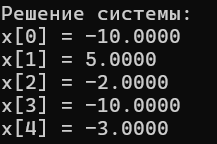 Решение системы:
x[0] = -10.0000
x[1] = 5.0000
x[2] = -2.0000
x[3] = -10.0000
x[4] = -3.0000